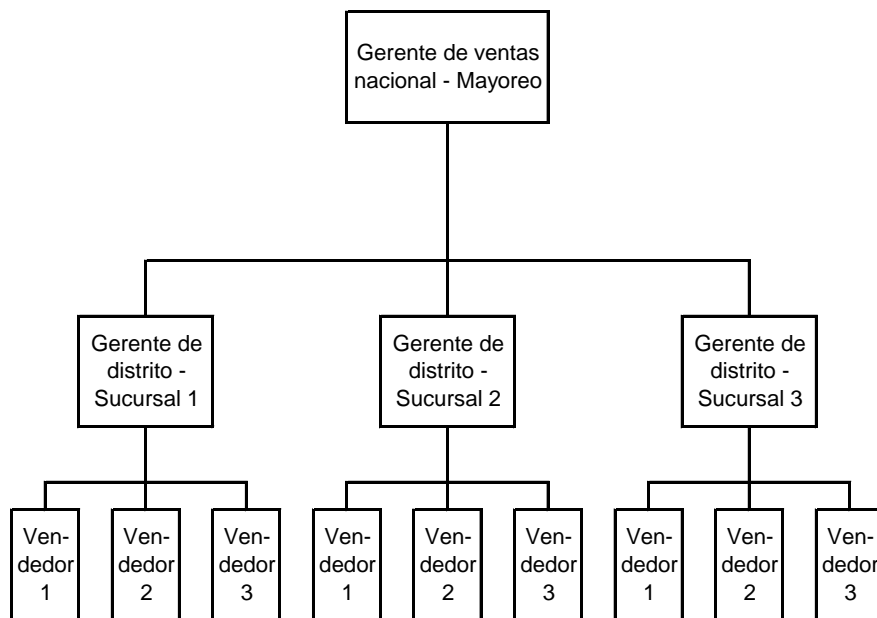 Gerente de ventas
nacional - Mayoreo
Gerente de
distrito -
Sucursal 1
Gerente de
distrito -
Sucursal 2
Gerente de
distrito -
Sucursal 3
Ven-
dedor
1
Ven-
dedor
2
Ven-
dedor
3
Ven-
dedor
1
Ven-
dedor
2
Ven-
dedor
3
Ven-
dedor
1
Ven-
dedor
2
Ven-
dedor
3